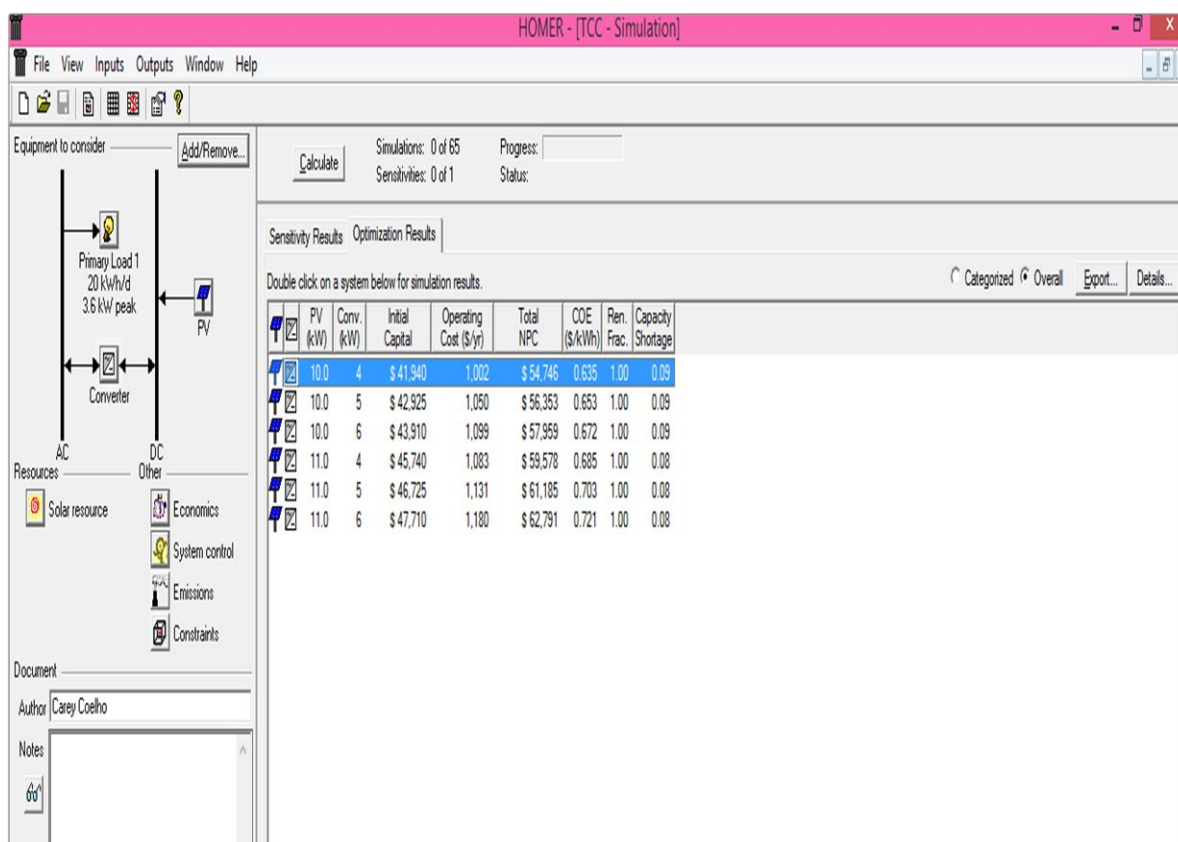 HOMER - [TCC - Simulation]
File View Inputs Outputs Window Help
Equipment to consider
Add/Remove...
Primary Load 1
20 kWh/d
3.6 kW peak
PV
Converter
AC DC
Resources Other
Solar resource
Economics
System control
Emissions
Constraints
Document
Author Carey Coelho
Notes
Calculate
Simulations: 0 of 65 Progress:
Sensitivities: 0 of 1 Status:
Sensitivity Results Optimization Results
Double click on a system below for simulation results.
Categorized Overall Export... Details...
PV Conv. Initial Operating Total COE Ren. Capacity
(kW) (kW) Capital Cost ($/yr) NPC ($/kWh) Frac. Shortage
10.0 4 $ 41,940 1,002 $ 54,746 0.635 1.00 0.09
10.0 5 $ 42,925 1,050 $ 56,353 0.653 1.00 0.09
10.0 6 $ 43,910 1,099 $ 57,959 0.672 1.00 0.09
11.0 4 $ 45,740 1,083 $ 59,578 0.685 1.00 0.08
11.0 5 $ 46,725 1,131 $ 61,185 0.703 1.00 0.08
11.0 6 $ 47,710 1,180 $ 62,791 0.721 1.00 0.08